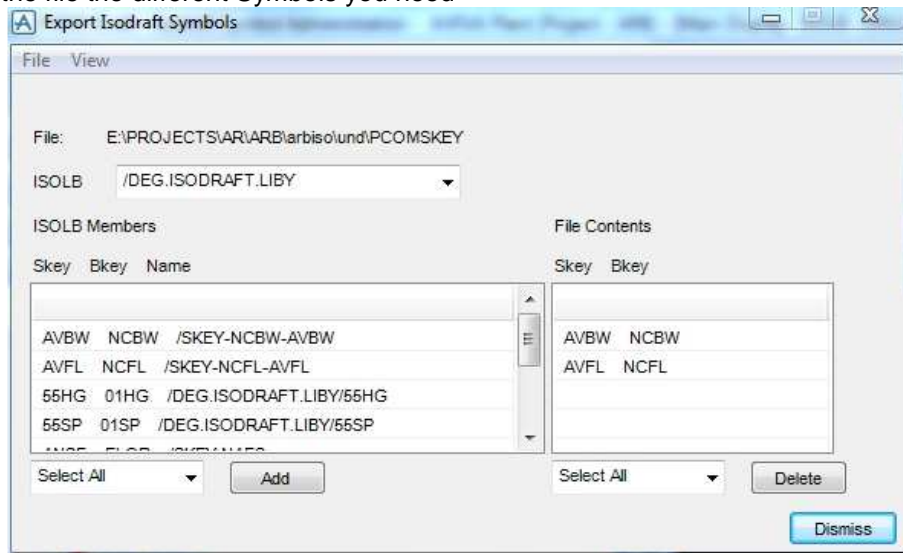 the file the different Symbols you need
Export Isodraft Symbols
File View
File: E:\PROJECTS\AR\ARB\arbiso\und\PCOMSKEY
ISOLB /DEG.ISODRAFT.LIBY
ISOLB Members File Contents
Skey Bkey Name Skey Bkey
AVBW NCBW /SKEY-NCBW-AVBW AVBW NCBW
AVFL NCFL /SKEY-NCFL-AVFL AVFL NCFL
55HG 01HG /DEG.ISODRAFT.LIBY/55HG
55SP 01SP /DEG.ISODRAFT.LIBY/55SP
Select All Add Select All Delete
Dismiss